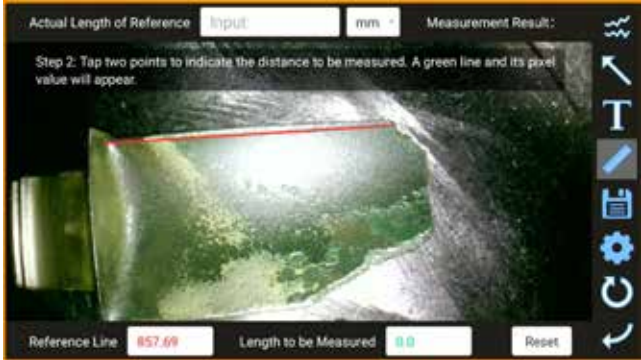 Actual Length of Reference Input mm Measurement Result:
Step 2: Tap two points to indicate the distance to be measured. A green line and its pixel
value will appear.
T
Reference Line 857.69 Length to be Measured 0.0 Reset